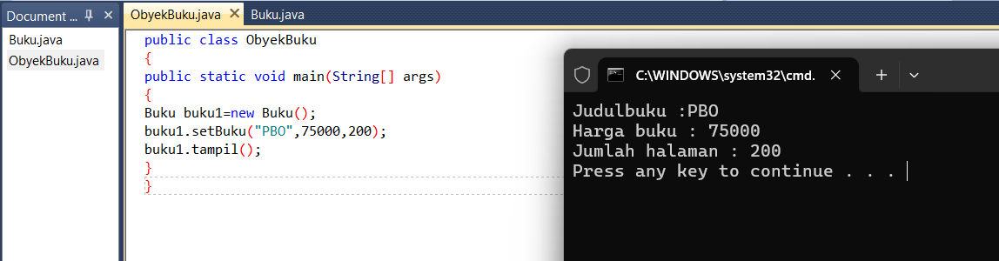 Document ...
Buku.java
ObyekBuku.java
ObyekBuku.java Buku.java
public class ObyekBuku
{
public static void main(String[] args)
{
Buku buku1=new Buku();
buku1.setBuku("PBO",75000,200);
buku1.tampil();
}
}
C:\WINDOWS\system32\cmd.
Judulbuku :PBO
Harga buku : 75000
Jumlah halaman : 200
Press any key to continue . . .